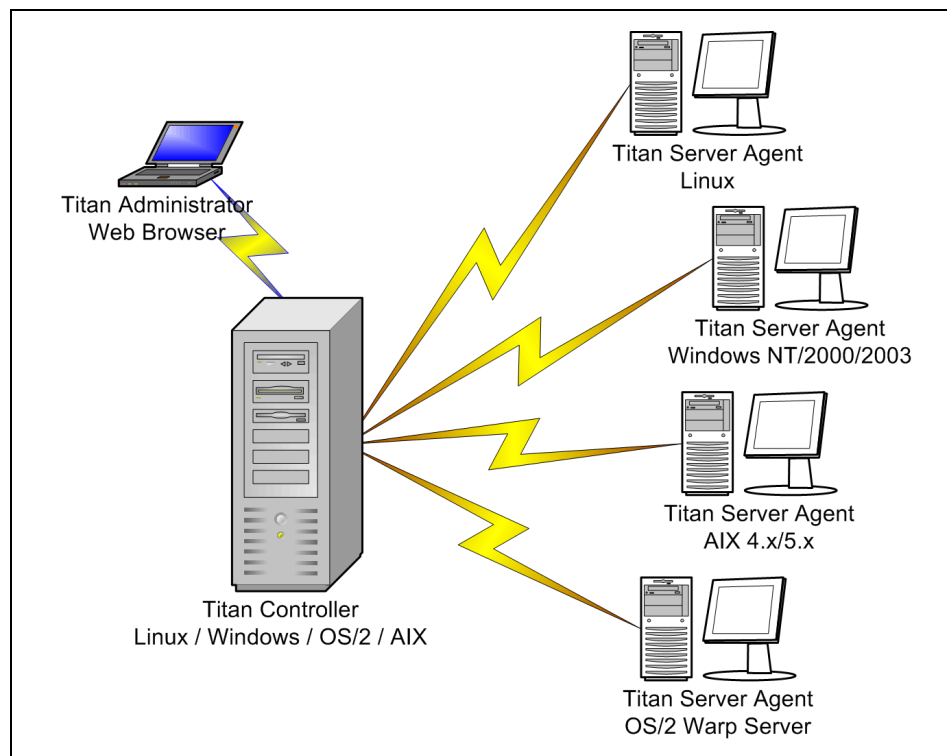 Titan Server Agent
Linux
Titan Administrator
Web Browser
Titan Server Agent
Windows NT/2000/2003
Titan Server Agent
AIX 4.x/5.x
Titan Controller
Linux / Windows / OS/2 / AIX
Titan Server Agent
OS/2 Warp Server